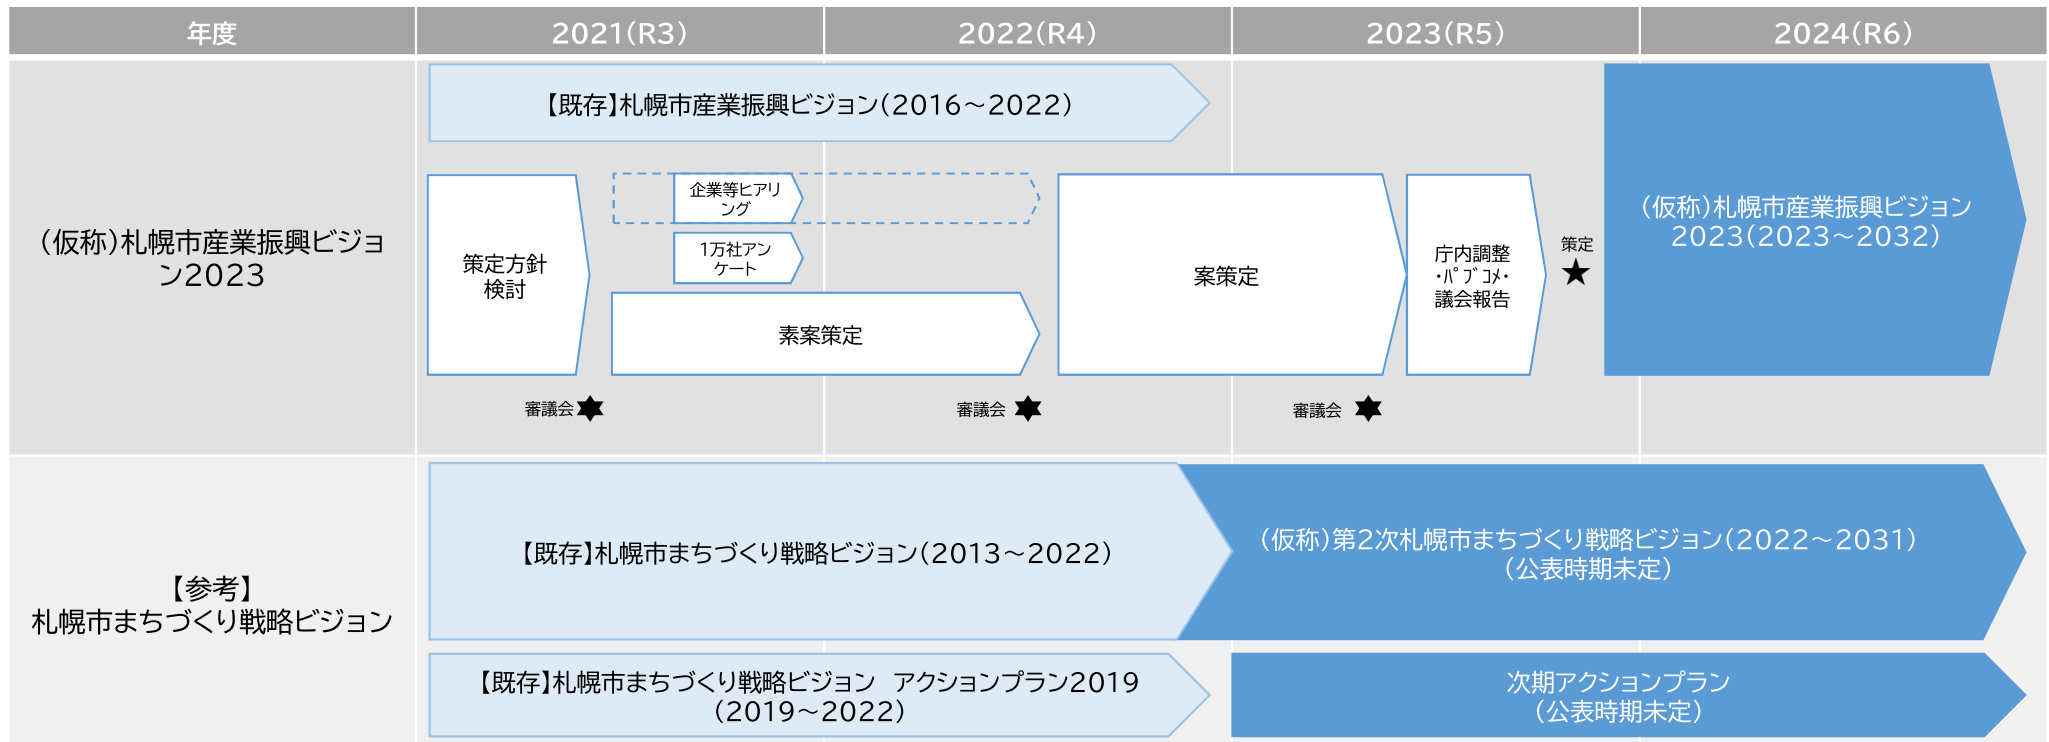 年度
2021（R3）
2022（R4）
2023（R5）
2024（R6）
（仮称）札幌市産業振興ビジョ
ン2023
【既存】札幌市産業振興ビジョン（2016～2022）
策定方針
検討
企業等ヒアリ
ング
1万社アン
ケート
素案策定
案策定
庁内調整
・ﾊﾟﾌﾞｺﾒ・
議会報告
策定
（仮称）札幌市産業振興ビジョン
2023（2023～2032）
審議会
審議会
審議会
【参考】
札幌市まちづくり戦略ビジョン
【既存】札幌市まちづくり戦略ビジョン（2013～2022）
（仮称）第2次札幌市まちづくり戦略ビジョン（2022～2031）
（公表時期未定）
【既存】札幌市まちづくり戦略ビジョン　アクションプラン2019
（2019～2022）
次期アクションプラン
（公表時期未定）